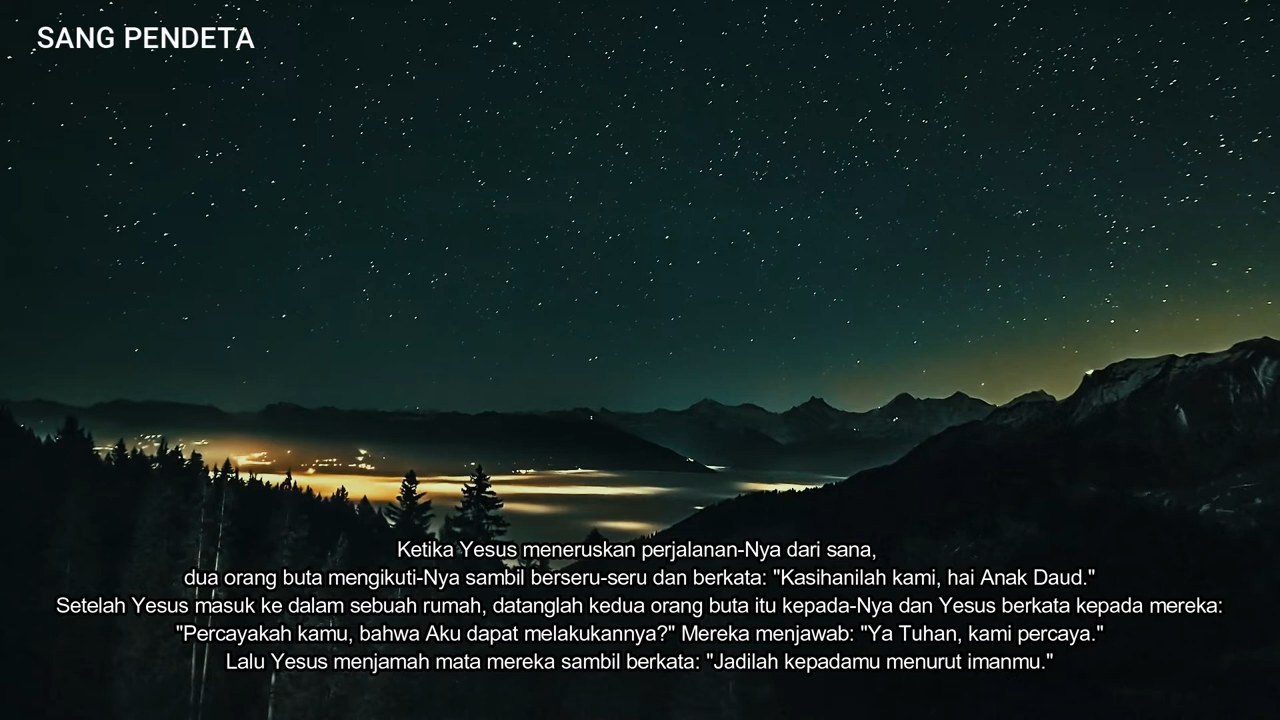 SANG PENDETA
Ketika Yesus meneruskan perjalanan-Nya dari sana,
dua orang buta mengikuti-Nya sambil berseru-seru dan berkata: "Kasihanilah kami, hai Anak Daud."
Setelah Yesus masuk ke dalam sebuah rumah, datanglah kedua orang buta itu kepada-Nya dan Yesus berkata kepada mereka:
"Percayakah kamu, bahwa Aku dapat melakukannya?" Mereka menjawab: "Ya Tuhan, kami percaya."
Lalu Yesus menjamah mata mereka sambil berkata: "Jadilah kepadamu menurut imanmu."